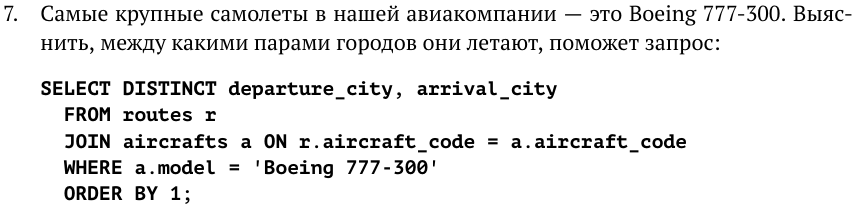 7. Самые крупные самолеты в нашей авиакомпании — это Boeing 777-300. Выяс-
нить, между какими парами городов они летают, поможет запрос:
SELECT DISTINCT departure_city, arrival_city
FROM routes r
JOIN aircrafts a ON r.aircraft_code = a.aircraft_code
WHERE a.model = 'Boeing 777-300'
ORDER BY 1;